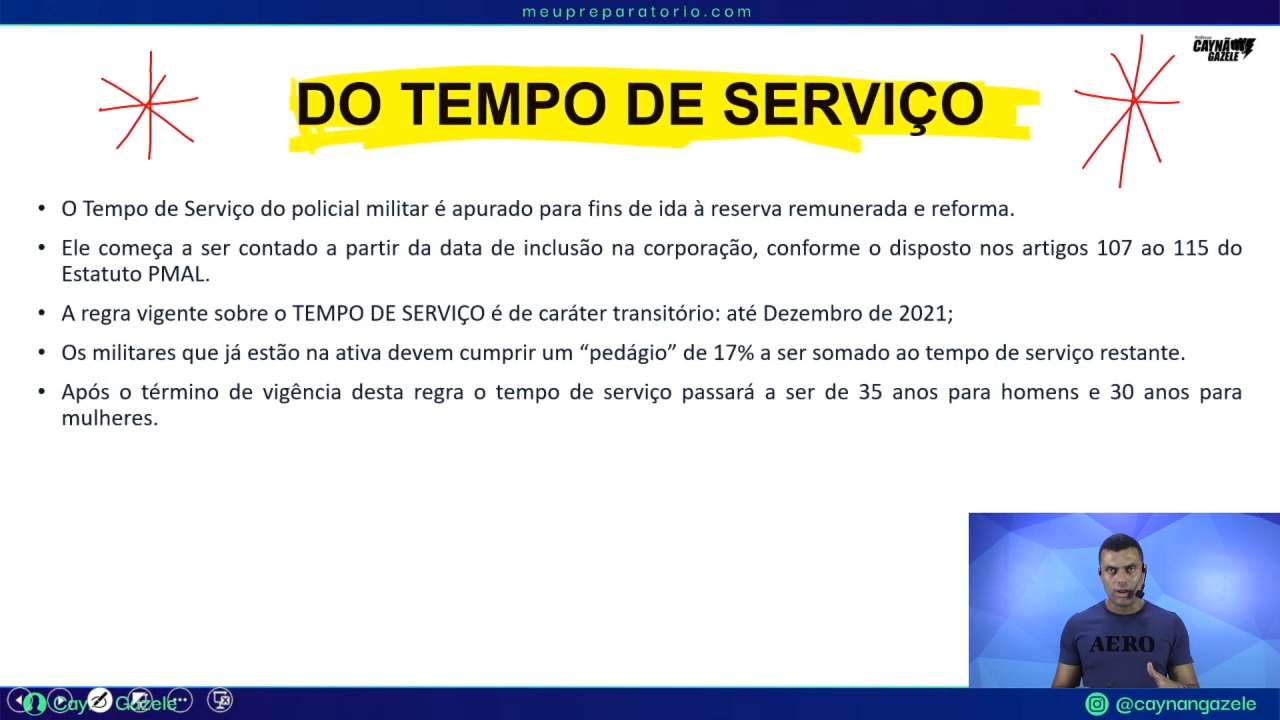 meupreparatorio.com
Professor
CAYNÃ
GAZELE
DO TEMPO DE SERVIÇO
• O Tempo de Serviço do policial militar é apurado para fins de ida à reserva remunerada e reforma.
• Ele começa a ser contado a partir da data de inclusão na corporação, conforme o disposto nos artigos 107 ao 115 do
Estatuto PMAL.
• A regra vigente sobre o TEMPO DE SERVIÇO é de caráter transitório: até Dezembro de 2021;
• Os militares que já estão na ativa devem cumprir um “pedágio” de 17% a ser somado ao tempo de serviço restante.
• Após o término de vigência desta regra o tempo de serviço passará a ser de 35 anos para homens e 30 anos para
mulheres.
AERO
Gazele
@caynangazele